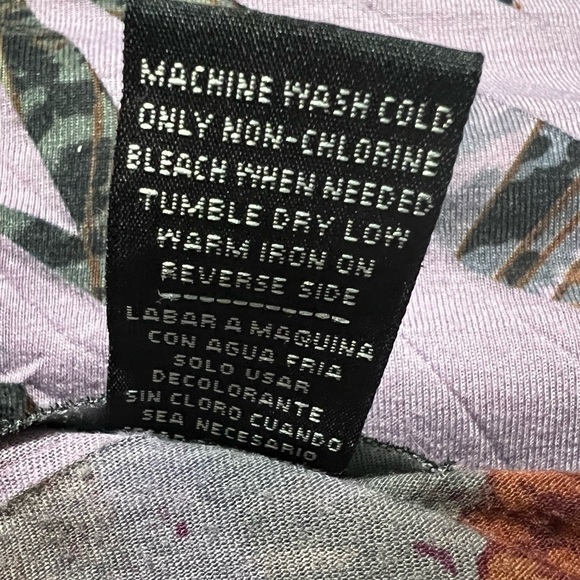 MACHINE WASH COLD
ONLY NON-CHLORINE
BLEACH WHEN NEEDED
TUMBLE DRY LOW
WARM IRON ON
REVERSE SIDE
LABAR A MAQUINA
CON AGUA FRIA
SOLO USAR
DECOLORANTE
SIN CLORO CUANDO
SEA NECESARIO